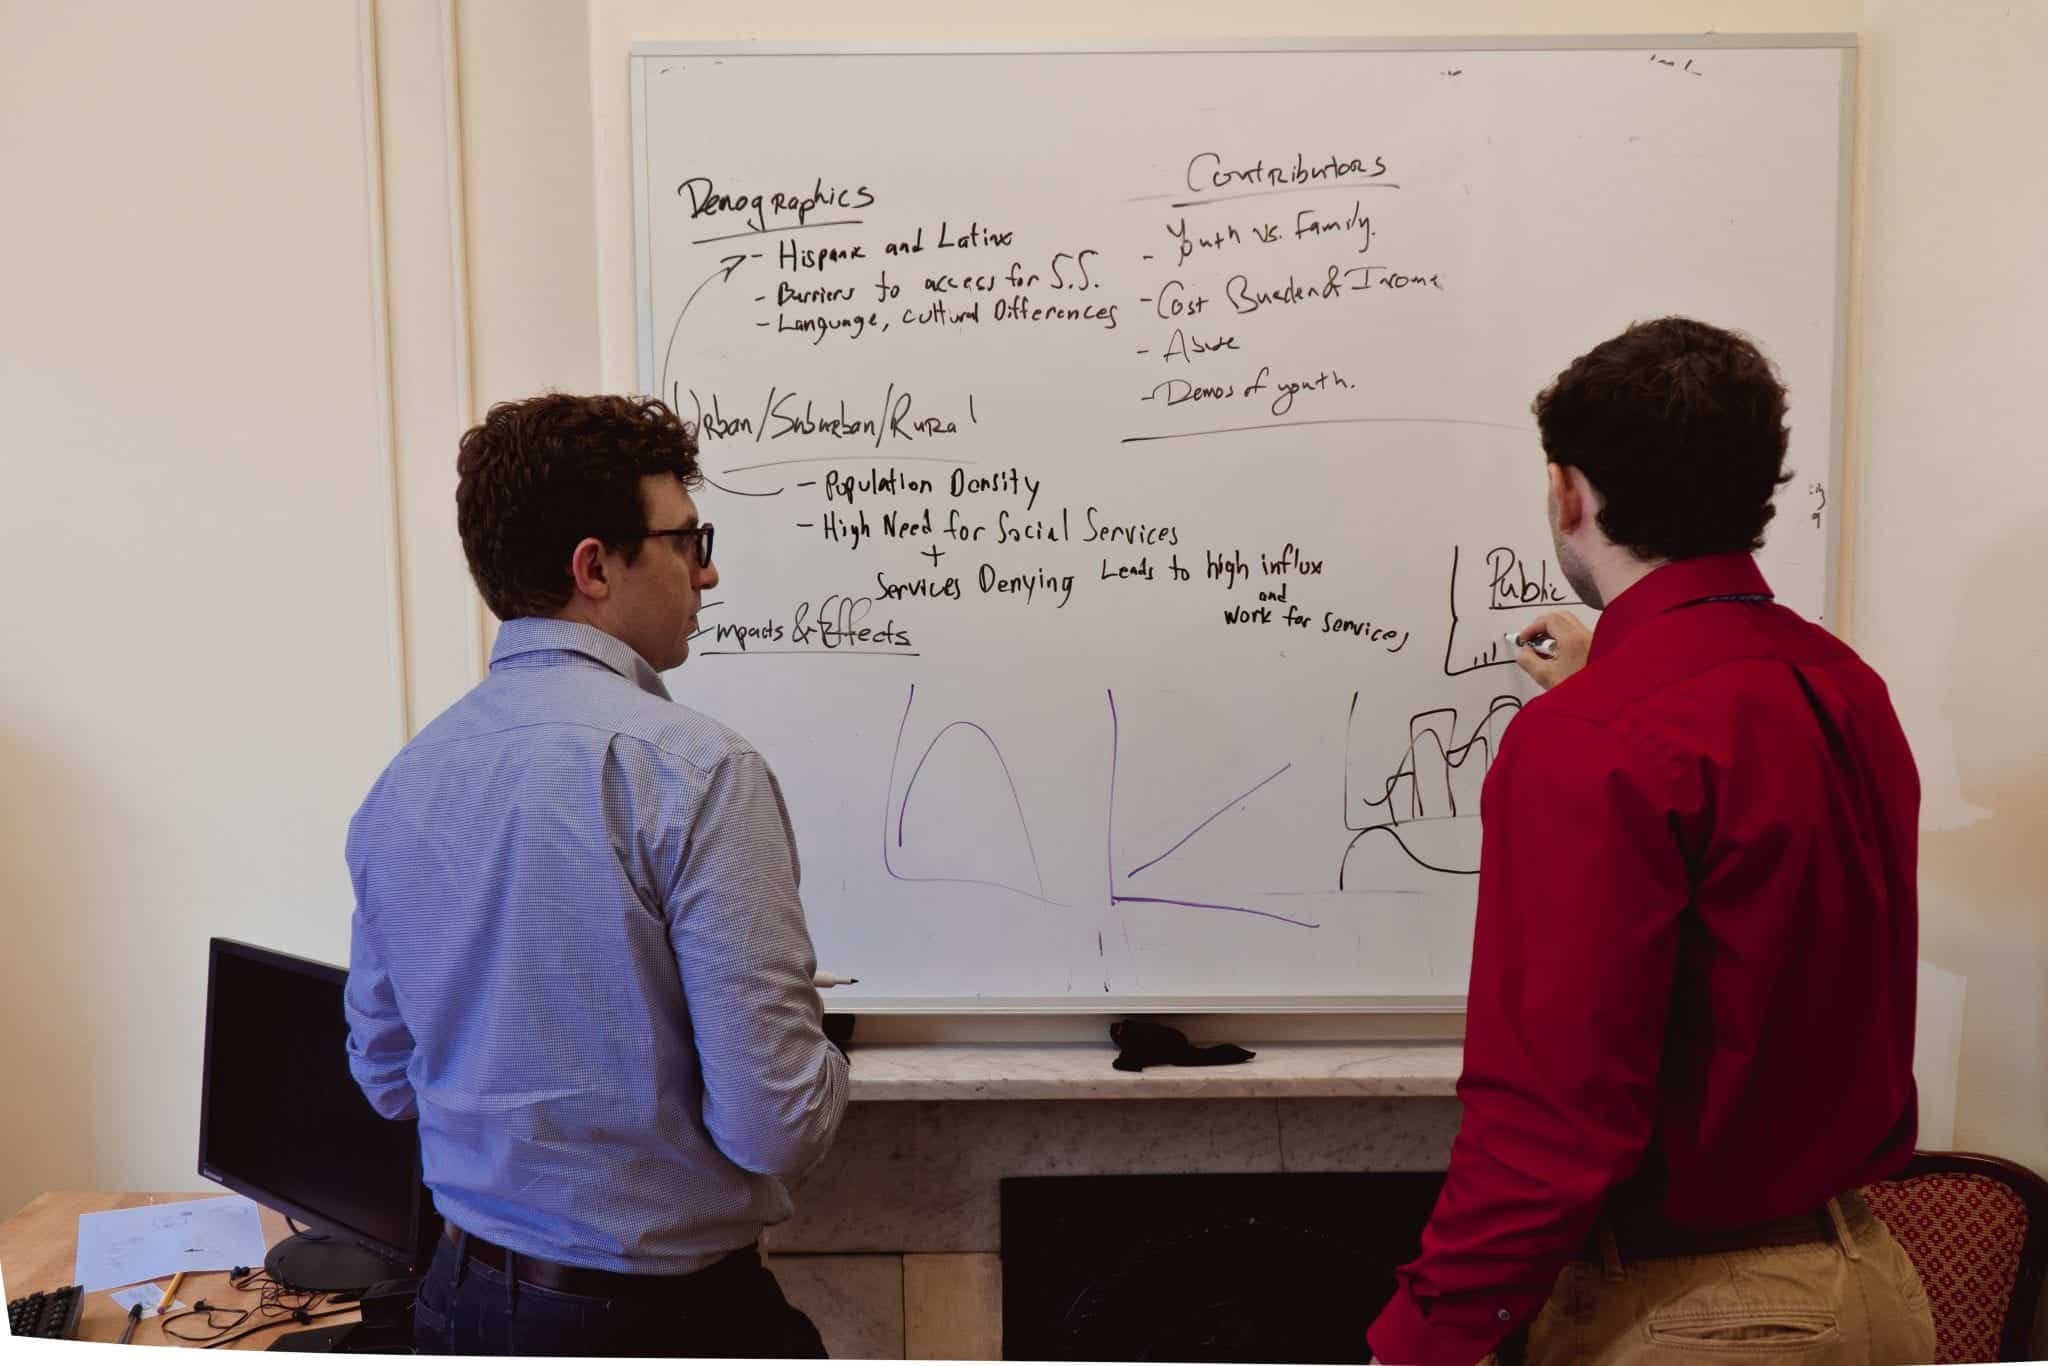 Demographics
- Hispanic and Latino
- Barriers to access for S.S.
- Language, cultural Differences
Urban/Suburban/Rural
- Population Density
- High Need for Social Services
+
Services Denying Leads to high influx
and
work for services
Impacts & Effects
Contributors
- Youth vs. Family.
- Cost Burden & Income
- Abuse
- Demos of youth.
Public